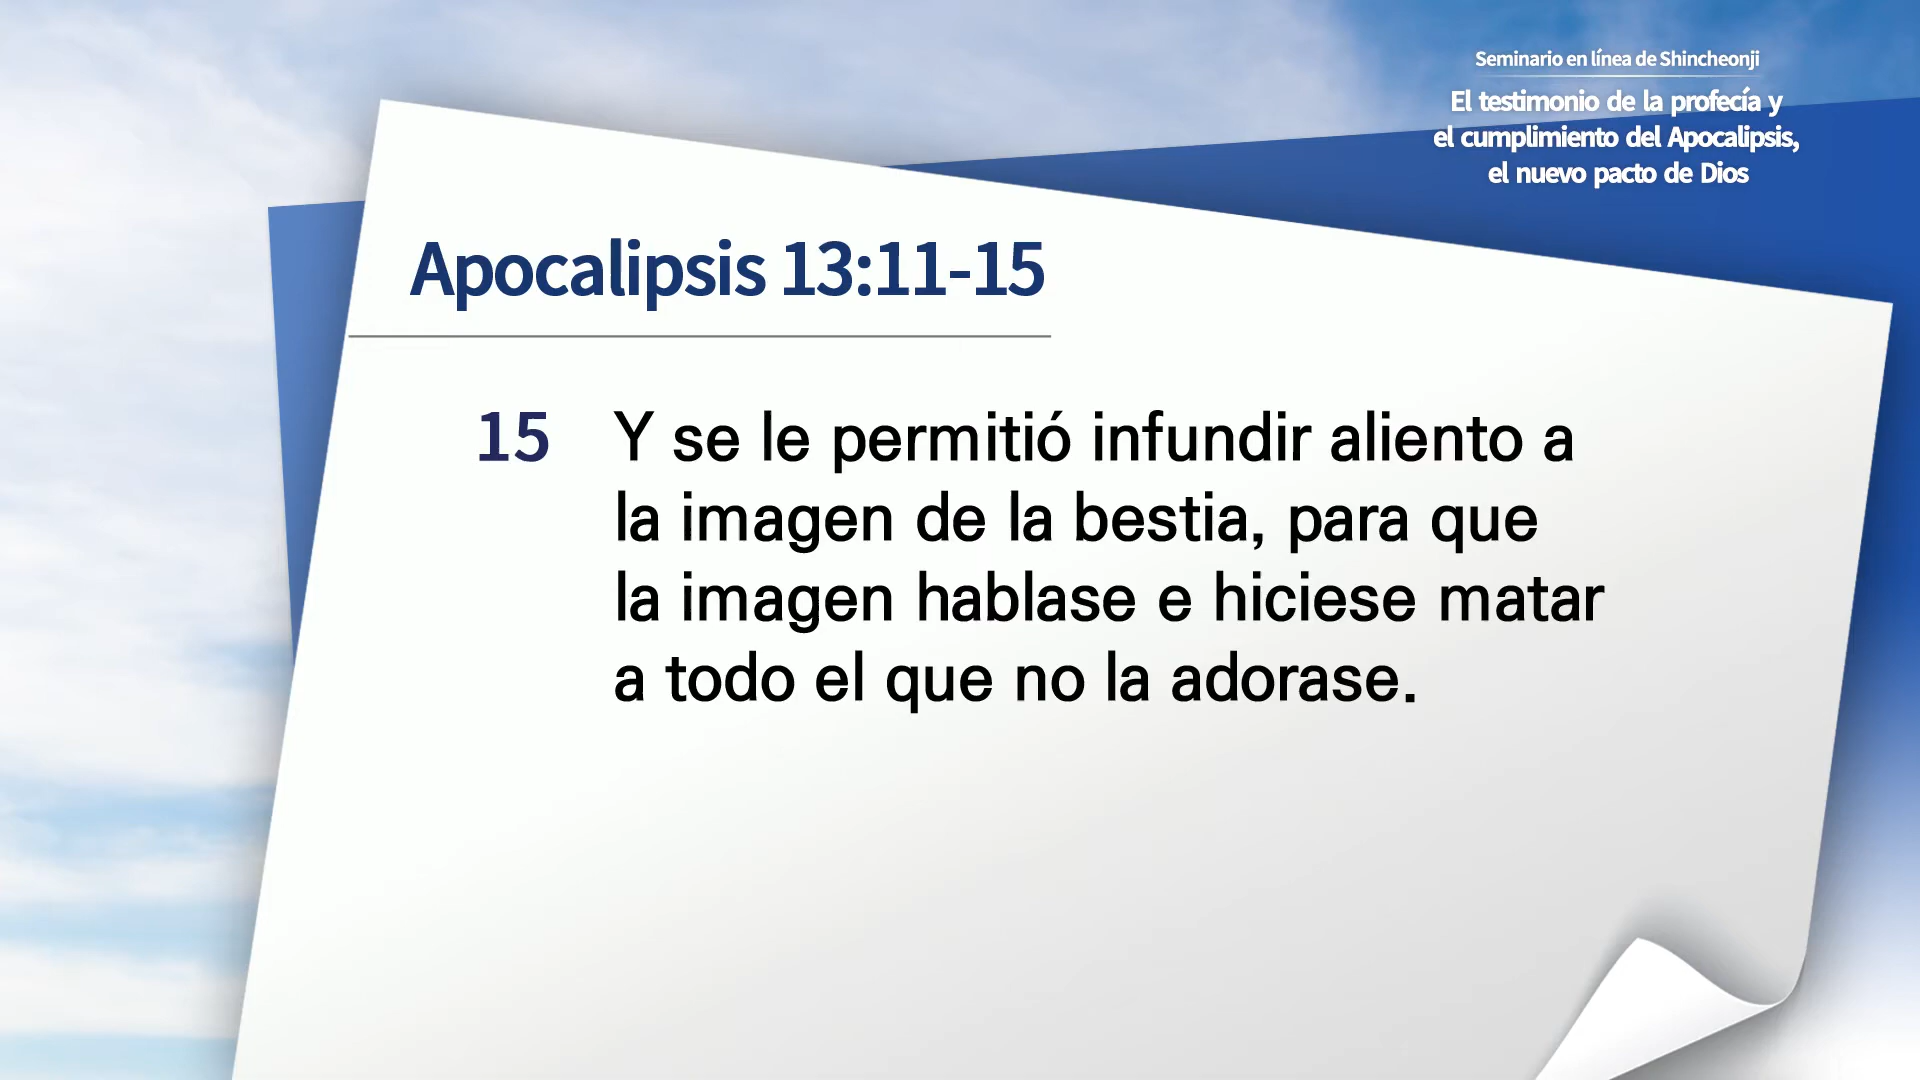 Seminario en línea de Shincheonji
El testimonio de la profecía y
el cumplimiento del Apocalipsis,
el nuevo pacto de Dios
Apocalipsis 13:11-15
15 Y se le permitió infundir aliento a
la imagen de la bestia, para que
la imagen hablase e hiciese matar
a todo el que no la adorase.